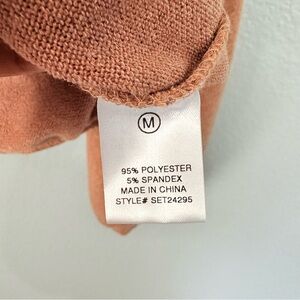 M
95% POLYESTER
5% SPANDEX
MADE IN CHINA
STYLE# SET24295